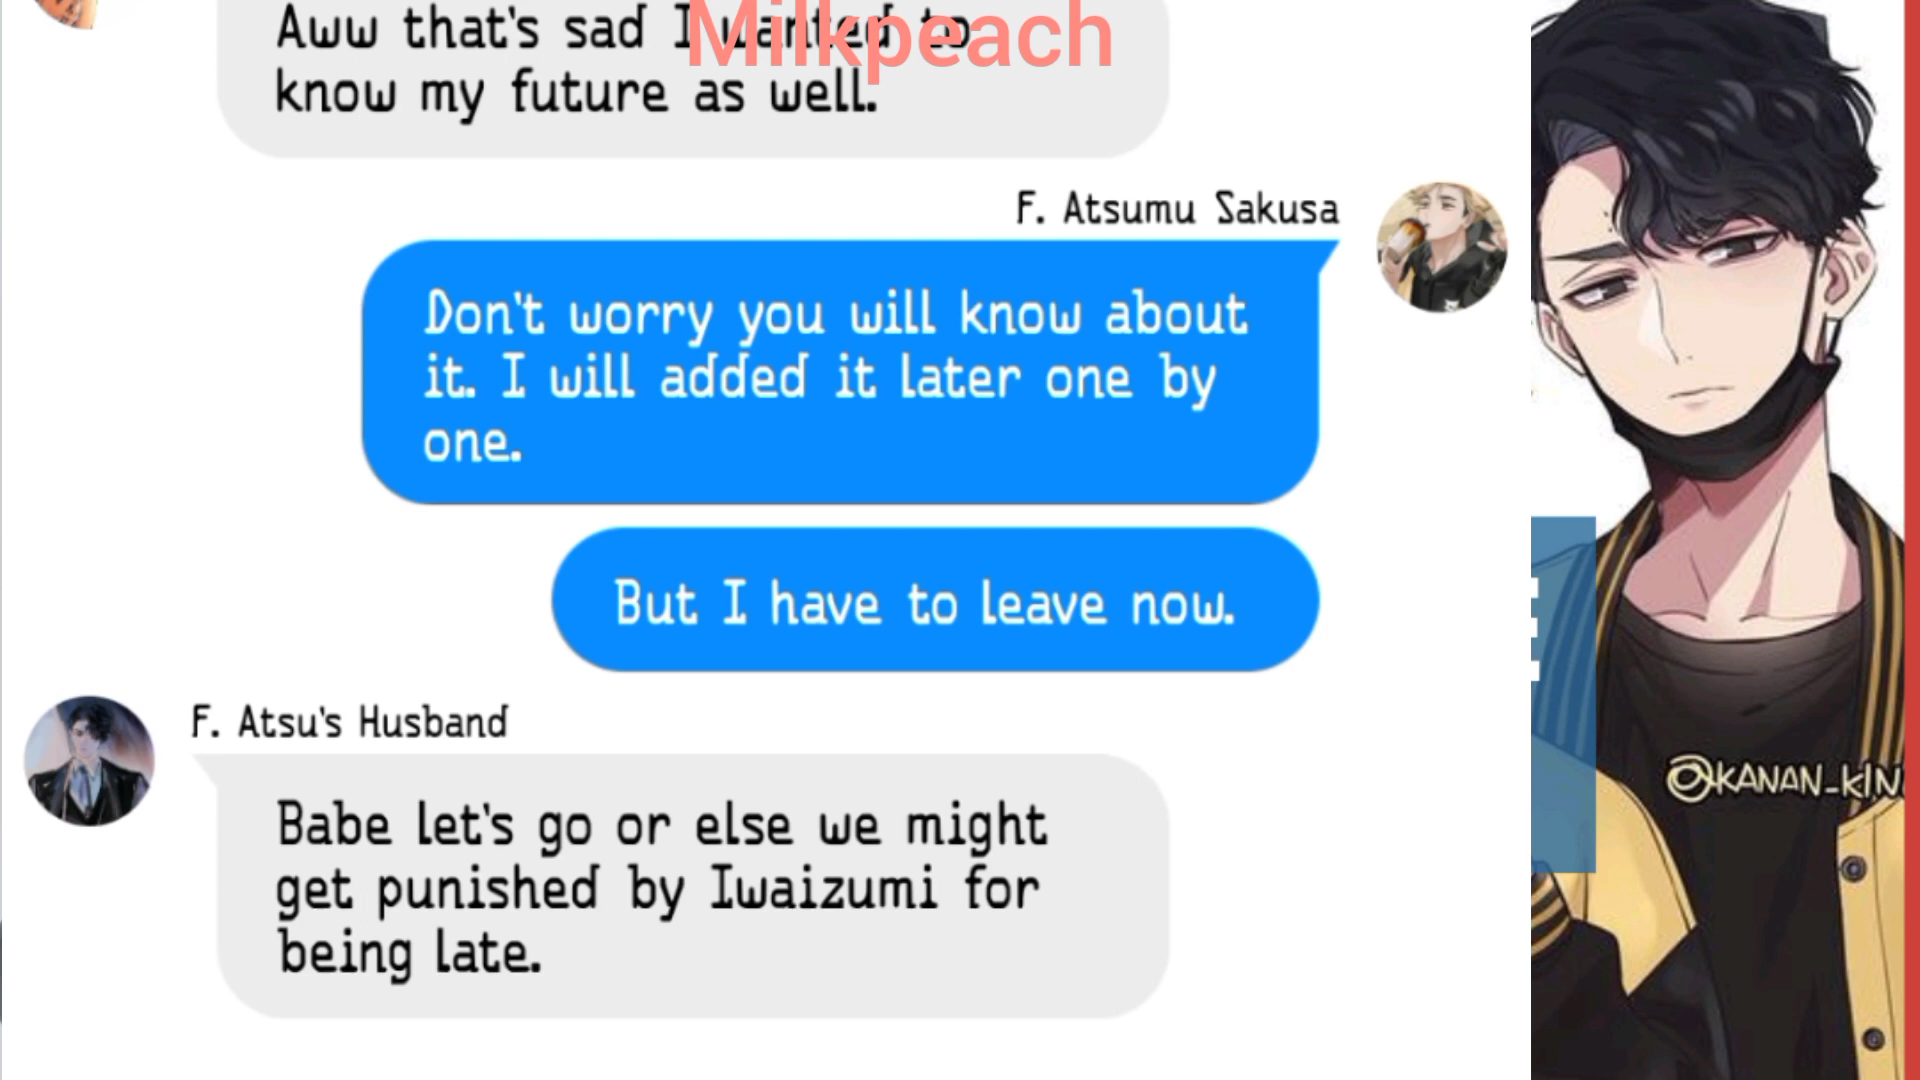 Aww that's sad I wanted to
Milkpeach
know my future as well.
F. Atsumu Sakusa
Don't worry you will know about
it. I will added it later one by
one.
But I have to leave now.
F. Atsu's Husband
Babe let's go or else we might
get punished by Iwaizumi for
being late.
@KANAN_KIN